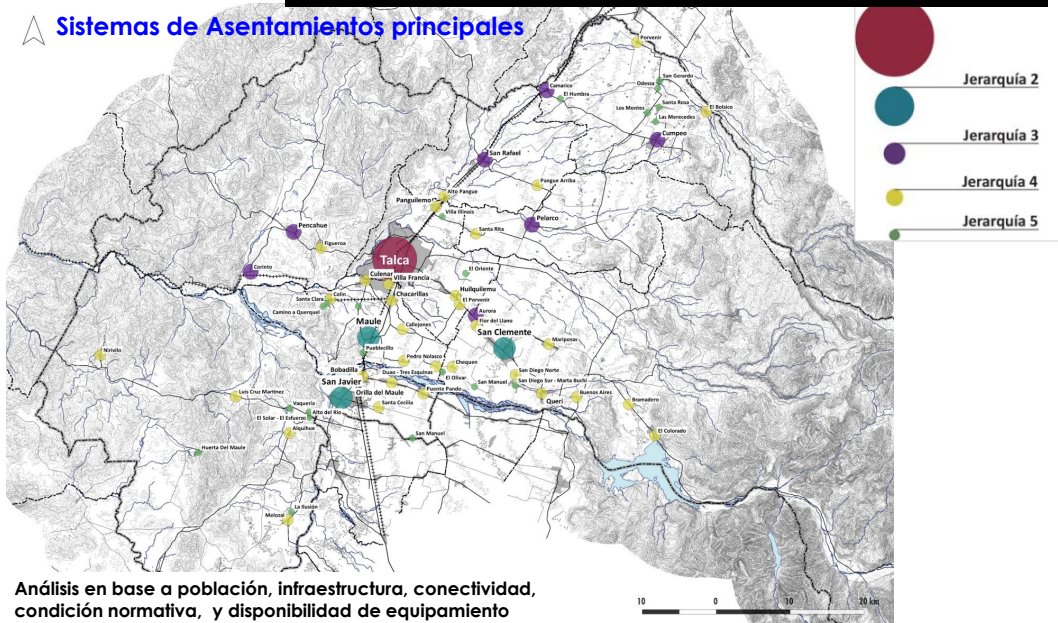 Sistemas de Asentamientos principales
Jerarquía 2
Jerarquía 3
Jerarquía 4
Jerarquía 5
Porvenir
San Gerardo
Odessa
Camarico
El Humbra
Santa Rosa
Los Montes
El Bolsico
Las Merecedes
Cumpeo
San Rafael
Pangue Arriba
Alto Pangue
Panguilemo
Villa Illinois
Pelarco
Pencahue
Santa Rita
Figueroa
Talca
Corinto
El Oriente
Culenar
Villa Francia
Colín
Chacarillas
Huilquilemu
Santa Clara
El Porvenir
Camino a Querquel
Aurora
Maule
Flor del Llano
Callejones
San Clemente
Mariposas
Pueblecillo
Nirivilo
Pedro Nolasco
Chequen
Bobadilla
Duao - Tres Esquinas
El Olivar
San Diego Norte
San Javier
San Manuel
San Diego Sur - Marta Buchi
Luis Cruz Martinez
Orilla del Maule
Puente Pando
Queri
Buenos Aires
Vaquería
Santa Cecilia
Bramadero
El Solar - El Esfuerzo
Alto del Rio
Alquihue
San Manuel
El Colorado
Huerta Del Maule
La Ilusión
Melozal
Análisis en base a población, infraestructura, conectividad,
condición normativa, y disponibilidad de equipamiento
10 0 10 20 km